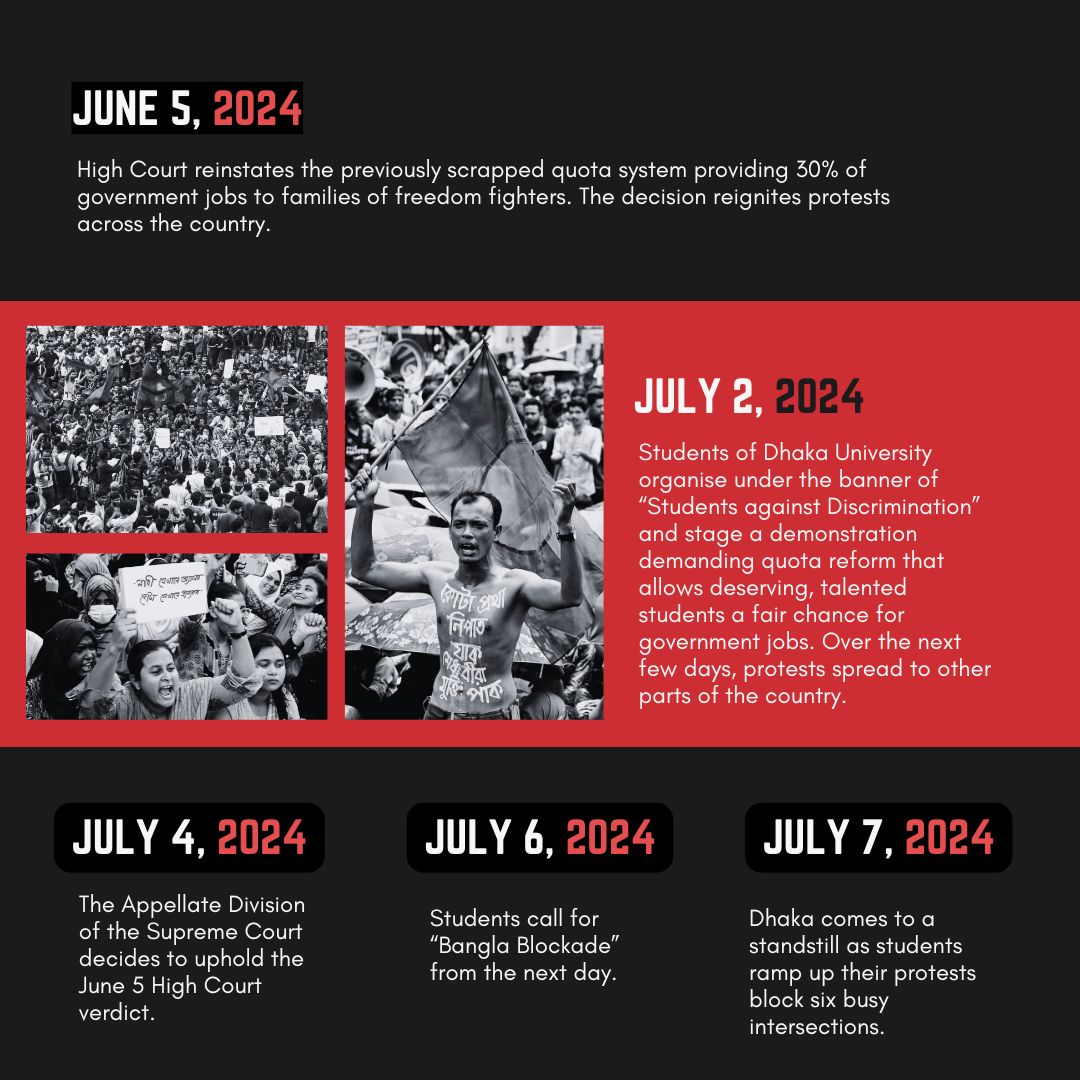 JUNE 5, 2024
High Court reinstates the previously scrapped quota system providing 30% of
government jobs to families of freedom fighters. The decision reignites protests
across the country.
JULY 2, 2024
Students of Dhaka University
organise under the banner of
“Students against Discrimination”
and stage a demonstration
demanding quota reform that
allows deserving, talented
students a fair chance for
government jobs. Over the next
few days, protests spread to other
parts of the country.
কোটা প্রথা
নিপাত
যাক
মেধাবীরা
মুক্তি পাক
JULY 4, 2024
The Appellate Division
of the Supreme Court
decides to uphold the
June 5 High Court
verdict.
JULY 6, 2024
Students call for
“Bangla Blockade”
from the next day.
JULY 7, 2024
Dhaka comes to a
standstill as students
ramp up their protests
block six busy
intersections.